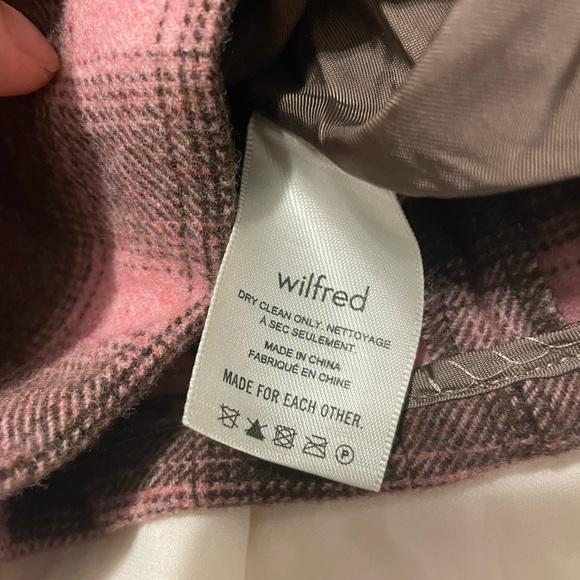 wilfred
DRY CLEAN ONLY. NETTOYAGE
À SEC SEULEMENT.
MADE IN CHINA
FABRIQUÉ EN CHINE
MADE FOR EACH OTHER.
P